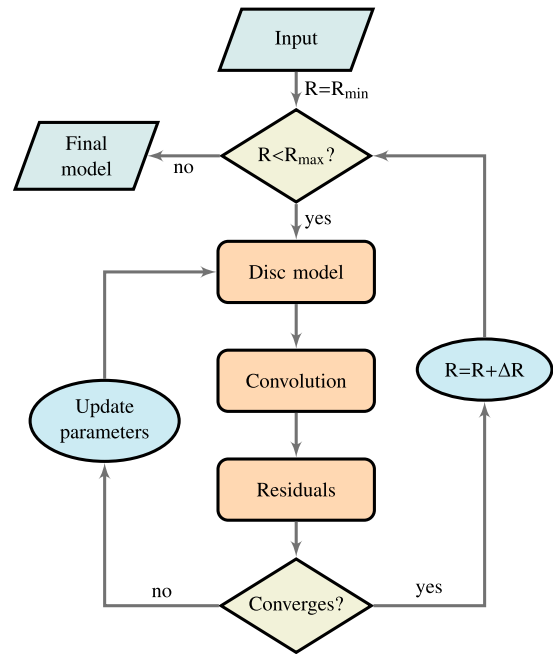 Input
R=R_min
R<R_max?
no
Final
model
yes
Disc model
Convolution
R=R+ΔR
Update
parameters
Residuals
Converges?
no
yes